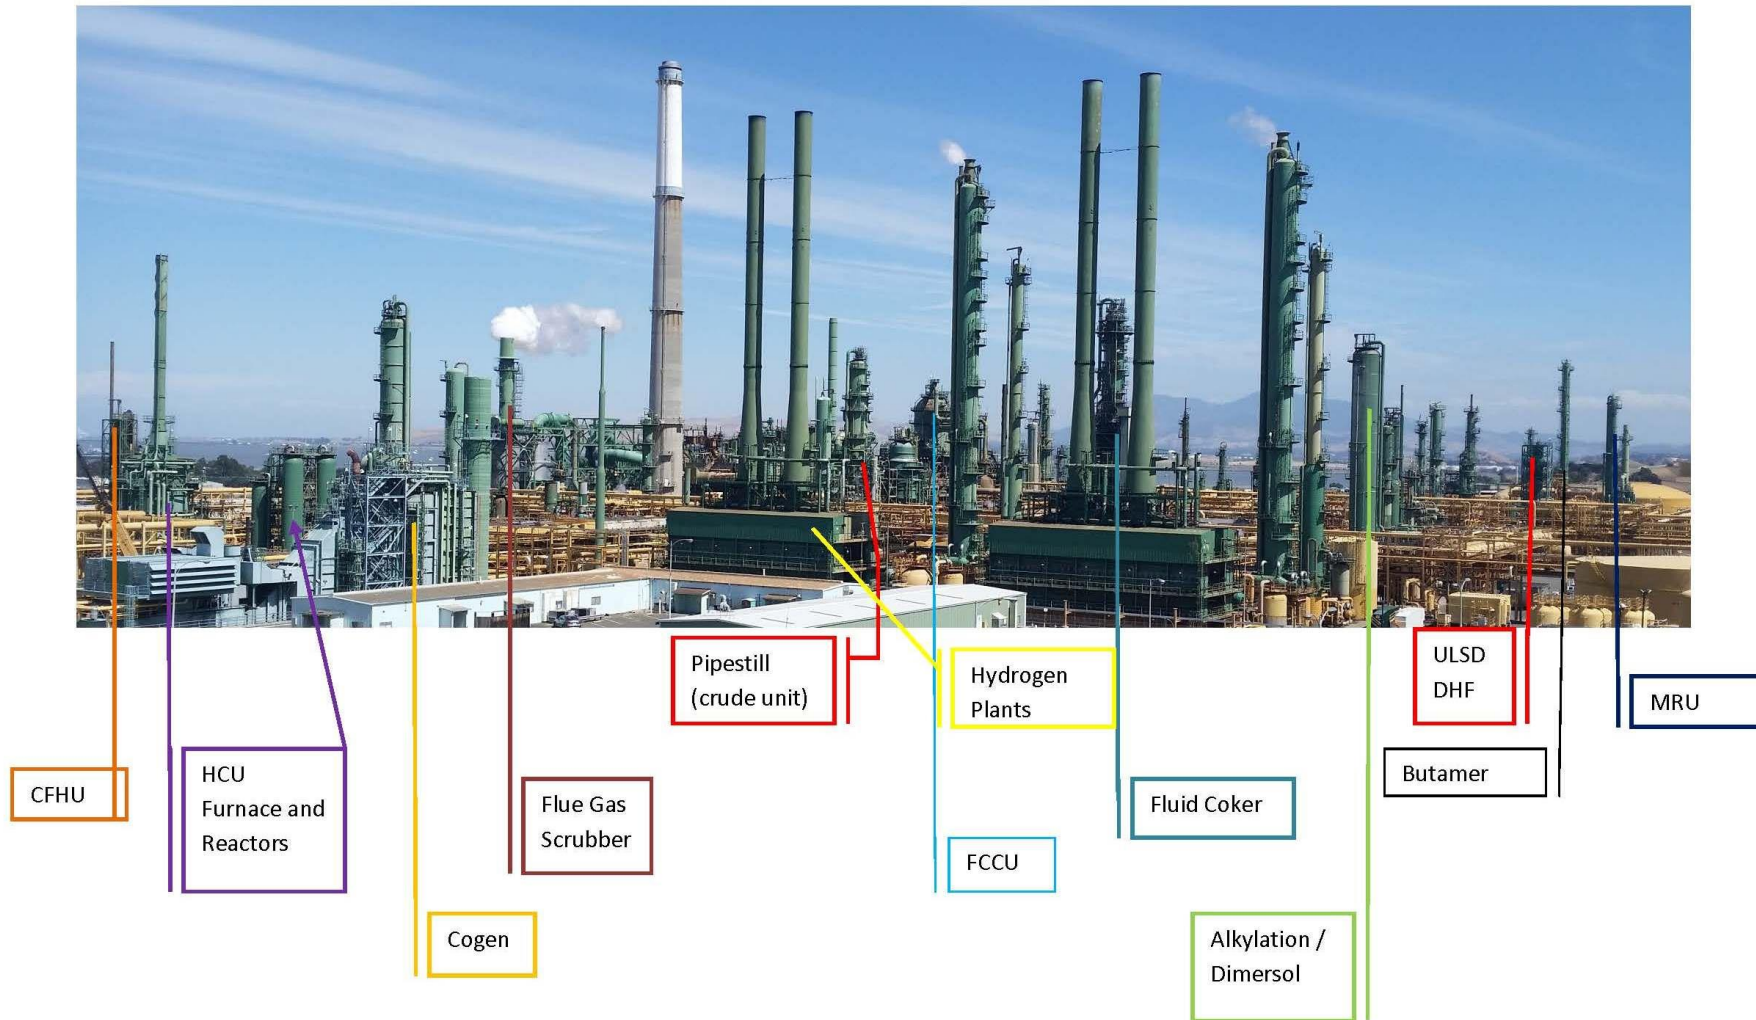 Pipestill
(crude unit)
Hydrogen
Plants
ULSD
DHF
MRU
CFHU
HCU
Furnace and
Reactors
Flue Gas
Scrubber
Fluid Coker
Butamer
FCCU
Cogen
Alkylation /
Dimersol